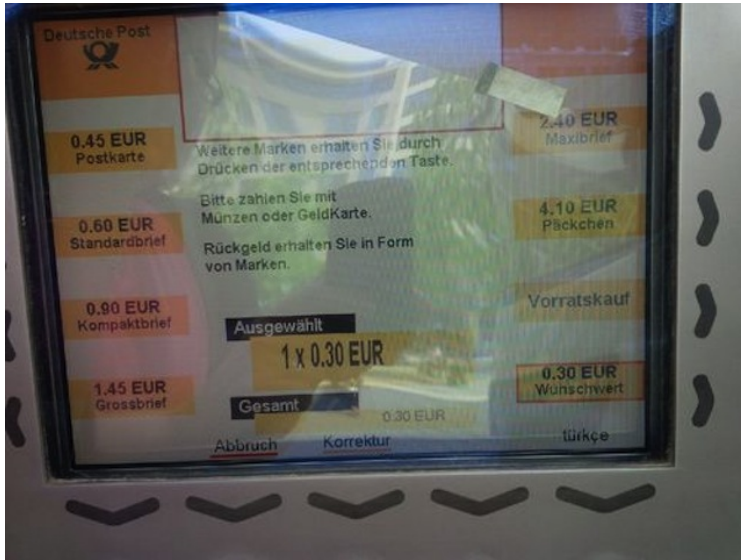 Deutsche Post
0.45 EUR
Postkarte
0.60 EUR
Standardbrief
0.90 EUR
Kompaktbrief
1.45 EUR
Grossbrief
Weitere Marken erhalten Sie durch
Drücken der entsprechenden Taste.
Bitte zahlen Sie mit
Münzen oder GeldKarte.
Rückgeld erhalten Sie in Form
von Marken.
Ausgewählt
1 x 0.30 EUR
Gesamt
0.30 EUR
Abbruch
Korrektur
2.40 EUR
Maxibrief
4.10 EUR
Päckchen
Vorratskauf
0.30 EUR
Wunschwert
türkçe